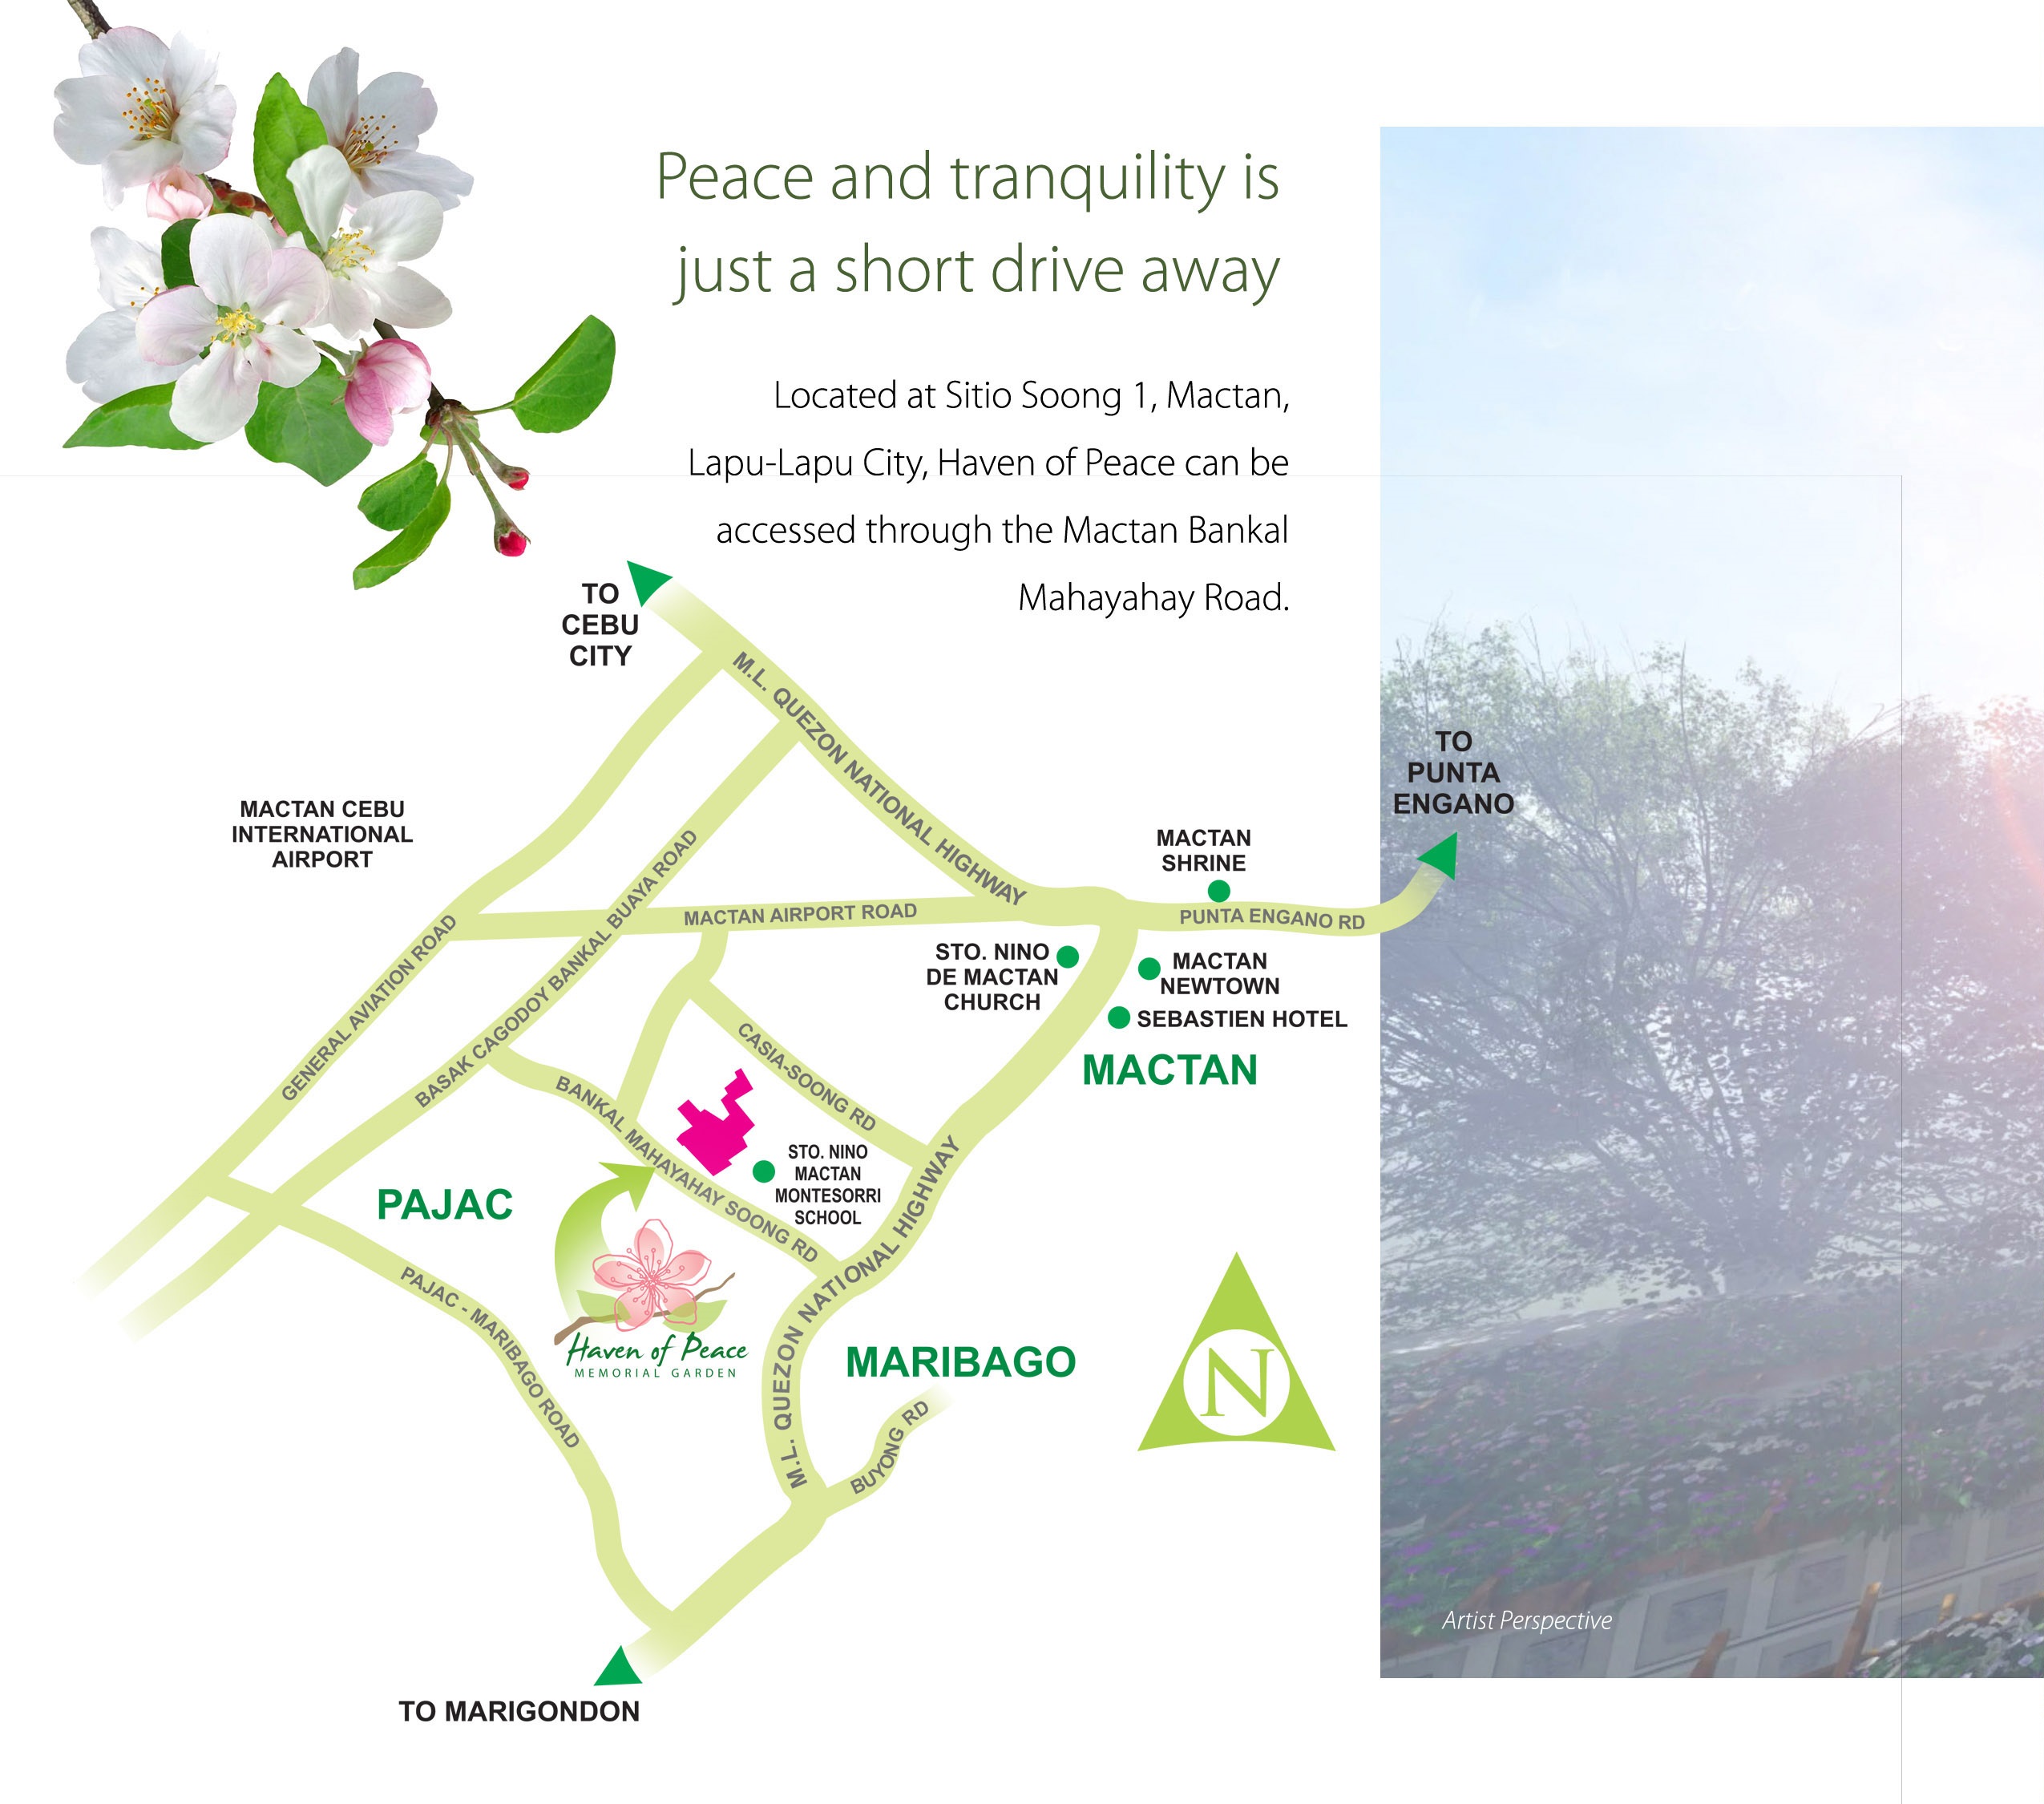 Peace and tranquility is
just a short drive away
Located at Sitio Soong 1, Mactan,
Lapu-Lapu City, Haven of Peace can be
accessed through the Mactan Bankal
Mahayahay Road.
TO
CEBU
CITY
M.L. QUEZON NATIONAL HIGHWAY
TO
PUNTA
ENGANO
MACTAN CEBU
INTERNATIONAL
AIRPORT
MACTAN
SHRINE
BASAK CAGODOY BANKAL BUAYA ROAD
MACTAN AIRPORT ROAD
PUNTA ENGANO RD
GENERAL AVIATION ROAD
STO. NINO
DE MACTAN
CHURCH
MACTAN
NEWTOWN
SEBASTIEN HOTEL
MACTAN
CASIA-SOONG RD
BANKAL MAHAYAHAY SOONG RD
STO. NINO
MACTAN
MONTESORRI
SCHOOL
PAJAC
M.L. QUEZON NATIONAL HIGHWAY
PAJAC - MARIBAGO ROAD
Haven of Peace
MEMORIAL GARDEN
MARIBAGO
N
BUYONG RD
Artist Perspective
TO MARIGONDON